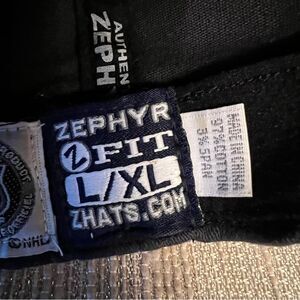 AUTHEN
ZEPH
ZEPHYR
Z FIT
L/XL
ZHATS.COM
MADE IN CHINA
97% COTTON
3% SPAN
©NHL